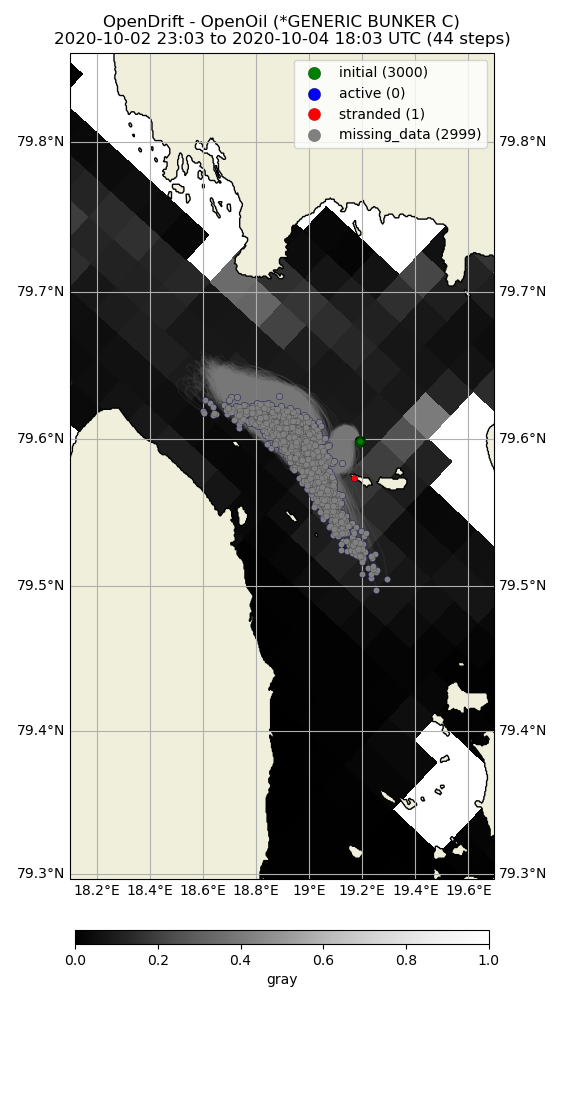 OpenDrift - OpenOil (*GENERIC BUNKER C)
2020-10-02 23:03 to 2020-10-04 18:03 UTC (44 steps)
initial (3000)
active (0)
stranded (1)
missing_data (2999)
79.8°N 79.8°N
79.7°N 79.7°N
79.6°N 79.6°N
79.5°N 79.5°N
79.4°N 79.4°N
79.3°N 79.3°N
18.2°E 18.4°E 18.6°E 18.8°E 19°E 19.2°E 19.4°E 19.6°E
0.0 0.2 0.4 0.6 0.8 1.0
gray